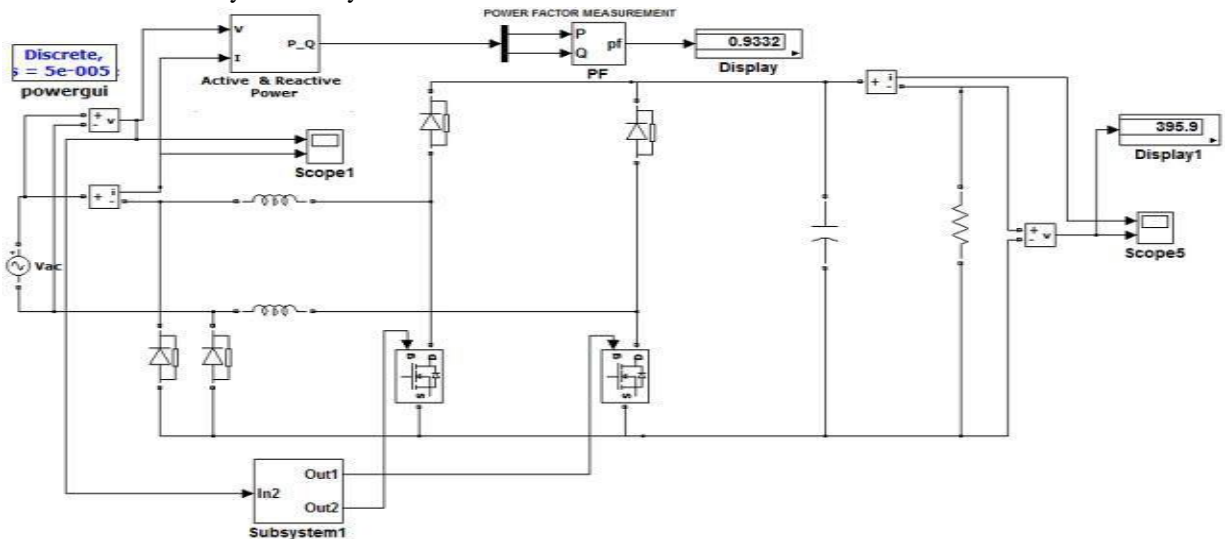 POWER FACTOR MEASUREMENT
Discrete,
s = 5e-005
powergui
V
I
P_Q
Active & Reactive
Power
P
Q
pf
PF
0.9332
Display
+
-
v
Scope1
+
-
i
Vac
+
-
i
395.9
Display1
+
-
v
Scope5
g
D
S
g
D
S
In2
Out1
Out2
Subsystem1